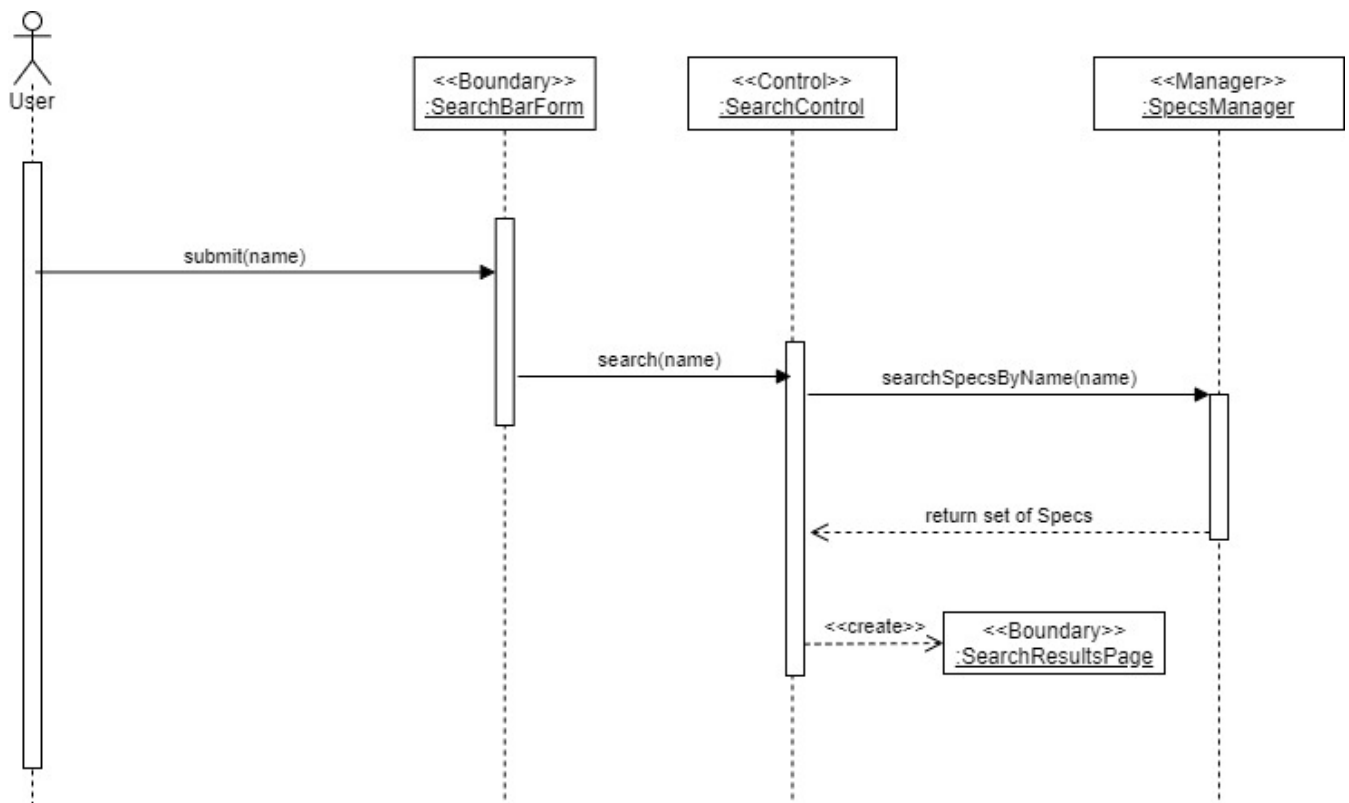 User
<<Boundary>>
:SearchBarForm
<<Control>>
:SearchControl
<<Manager>>
:SpecsManager
submit(name)
search(name)
searchSpecsByName(name)
return set of Specs
<<create>>
<<Boundary>>
:SearchResultsPage